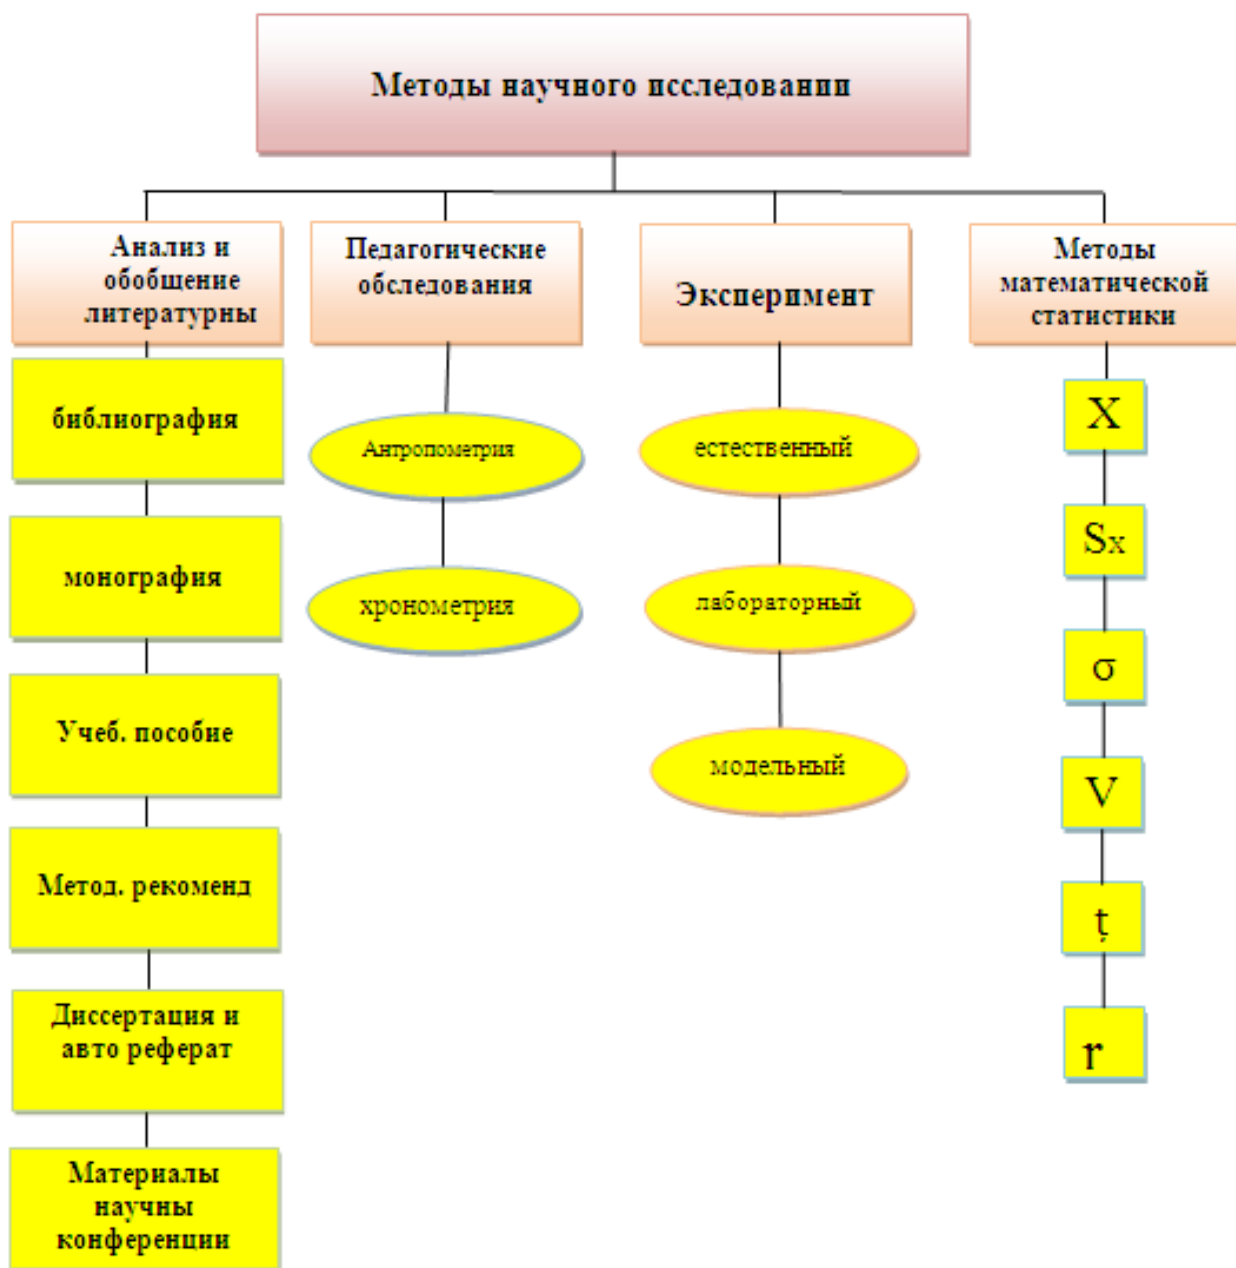 Методы научного исследовании
Анализ и
обобщение
литературны
Педагогические
обследования
Эксперимент
Методы
математической
статистики
библиография
монография
Учеб. пособие
Метод. рекоменд
Диссертация и
авто реферат
Материалы
научны
конференции
Антропометрия
хронометрия
естественный
лабораторный
модельный
X
Sx
σ
V
ţ
r